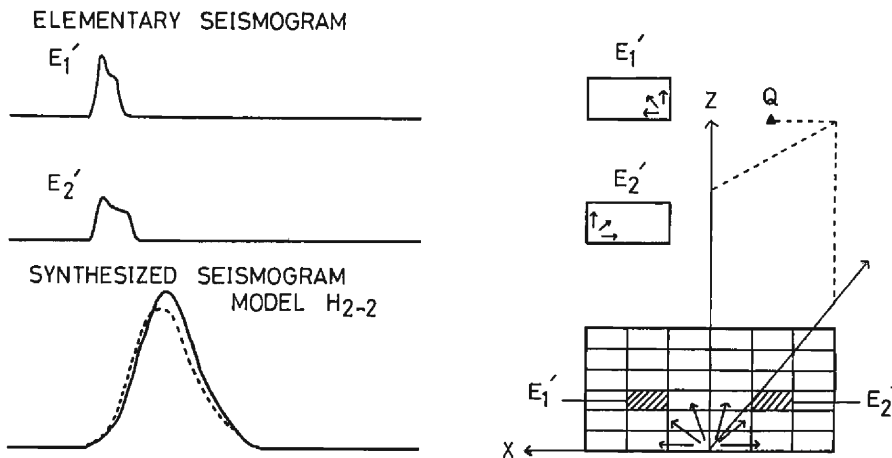 ELEMENTARY SEISMOGRAM
E₁′
E₂′
SYNTHESIZED SEISMOGRAM
MODEL H₂₋₂
E₁′
Z
Q
E₂′
E₁′
E₂′
X